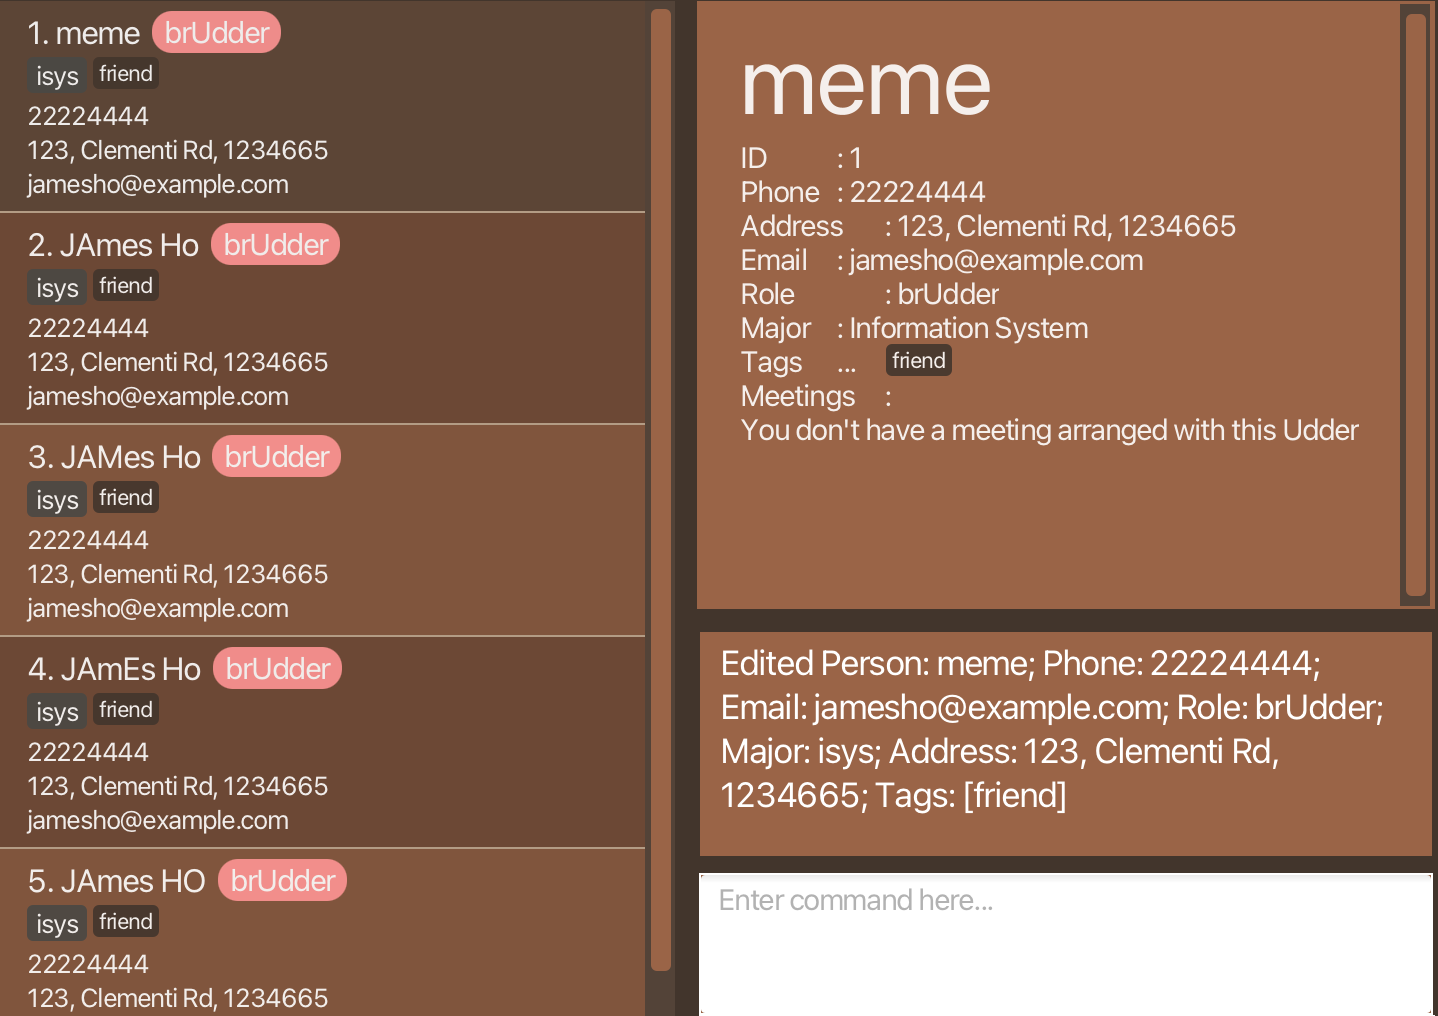 1. meme brUdder
isys friend
22224444
123, Clementi Rd, 1234665
jamesho@example.com
2. JAmes Ho brUdder
isys friend
22224444
123, Clementi Rd, 1234665
jamesho@example.com
3. JAMes Ho brUdder
isys friend
22224444
123, Clementi Rd, 1234665
jamesho@example.com
4. JAmEs Ho brUdder
isys friend
22224444
123, Clementi Rd, 1234665
jamesho@example.com
5. JAmes HO brUdder
isys friend
22224444
123, Clementi Rd, 1234665
meme
ID : 1
Phone : 22224444
Address : 123, Clementi Rd, 1234665
Email : jamesho@example.com
Role : brUdder
Major : Information System
Tags ... friend
Meetings :
You don't have a meeting arranged with this Udder
Edited Person: meme; Phone: 22224444;
Email: jamesho@example.com; Role: brUdder;
Major: isys; Address: 123, Clementi Rd,
1234665; Tags: [friend]
Enter command here...